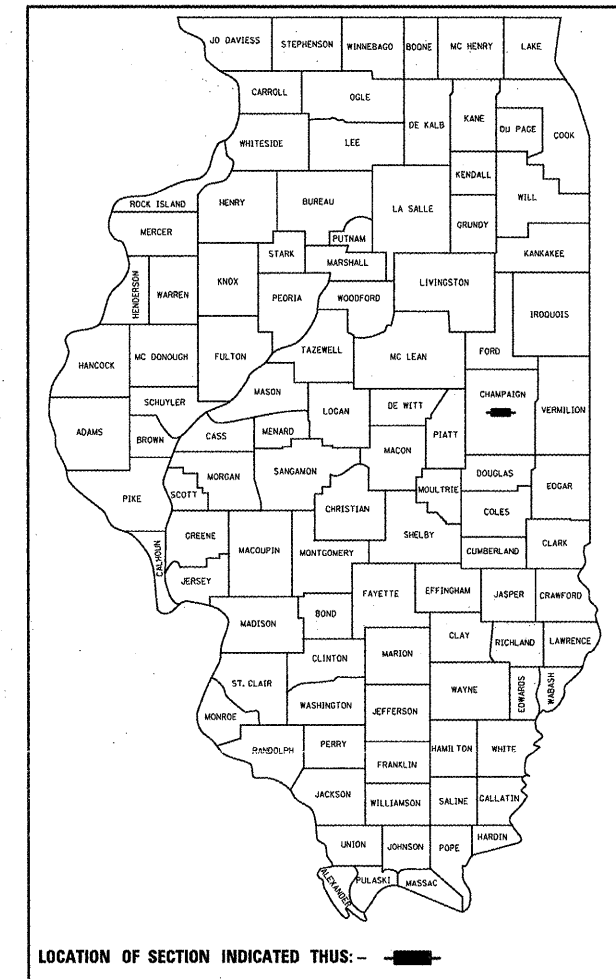 JO DAVIESS
STEPHENSON
WINNEBAGO
BOONE
MC HENRY
LAKE
CARROLL
OGLE
DE KALB
KANE
DU PAGE
COOK
WHITESIDE
LEE
KENDALL
WILL
ROCK ISLAND
HENRY
BUREAU
LA SALLE
GRUNDY
MERCER
PUTNAM
STARK
MARSHALL
KANKAKEE
HENDERSON
WARREN
KNOX
PEORIA
WOODFORD
LIVINGSTON
IROQUOIS
HANCOCK
MC DONOUGH
FULTON
TAZEWELL
MC LEAN
FORD
SCHUYLER
MASON
LOGAN
DE WITT
CHAMPAIGN
VERMILION
ADAMS
BROWN
CASS
MENARD
MACON
PIATT
PIKE
SCOTT
MORGAN
SANGAMON
CHRISTIAN
MOULTRIE
DOUGLAS
EDGAR
COLES
CALHOUN
GREENE
MACOUPIN
MONTGOMERY
SHELBY
CUMBERLAND
CLARK
JERSEY
FAYETTE
EFFINGHAM
JASPER
CRAWFORD
MADISON
BOND
CLAY
RICHLAND
LAWRENCE
CLINTON
MARION
ST. CLAIR
WAYNE
EDWARDS
WABASH
MONROE
WASHINGTON
JEFFERSON
RANDOLPH
PERRY
FRANKLIN
HAMILTON
WHITE
JACKSON
WILLIAMSON
SALINE
GALLATIN
UNION
JOHNSON
POPE
HARDIN
ALEXANDER
PULASKI
MASSAC
LOCATION OF SECTION INDICATED THUS: –